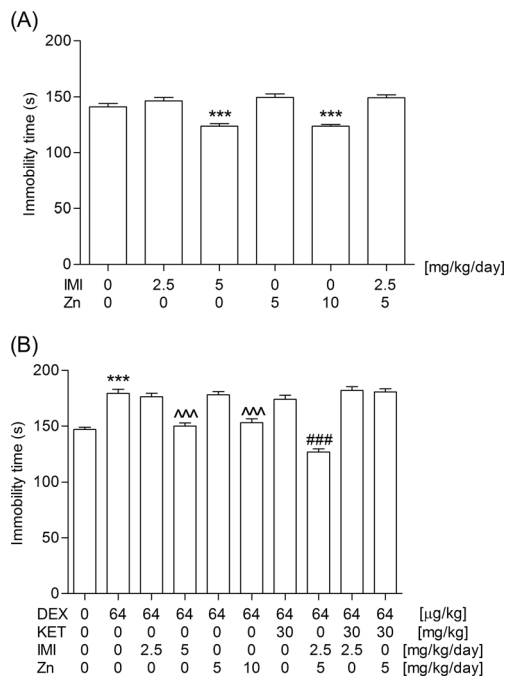 (A)
Immobility time (s)
200
150
100
50
0
*** ***
[mg/kg/day]
IMI 0 2.5 5 0 0 2.5
Zn 0 0 0 5 10 5
(B)
Immobility time (s)
200
150
100
50
0
*** ^^^ ^^^ ###
DEX 0 64 64 64 64 64 64 64 64 64 [µg/kg]
KET 0 0 0 0 0 0 30 0 30 30 [mg/kg]
IMI 0 0 2.5 5 0 0 0 2.5 2.5 0 [mg/kg/day]
Zn 0 0 0 0 5 10 0 5 0 5 [mg/kg/day]